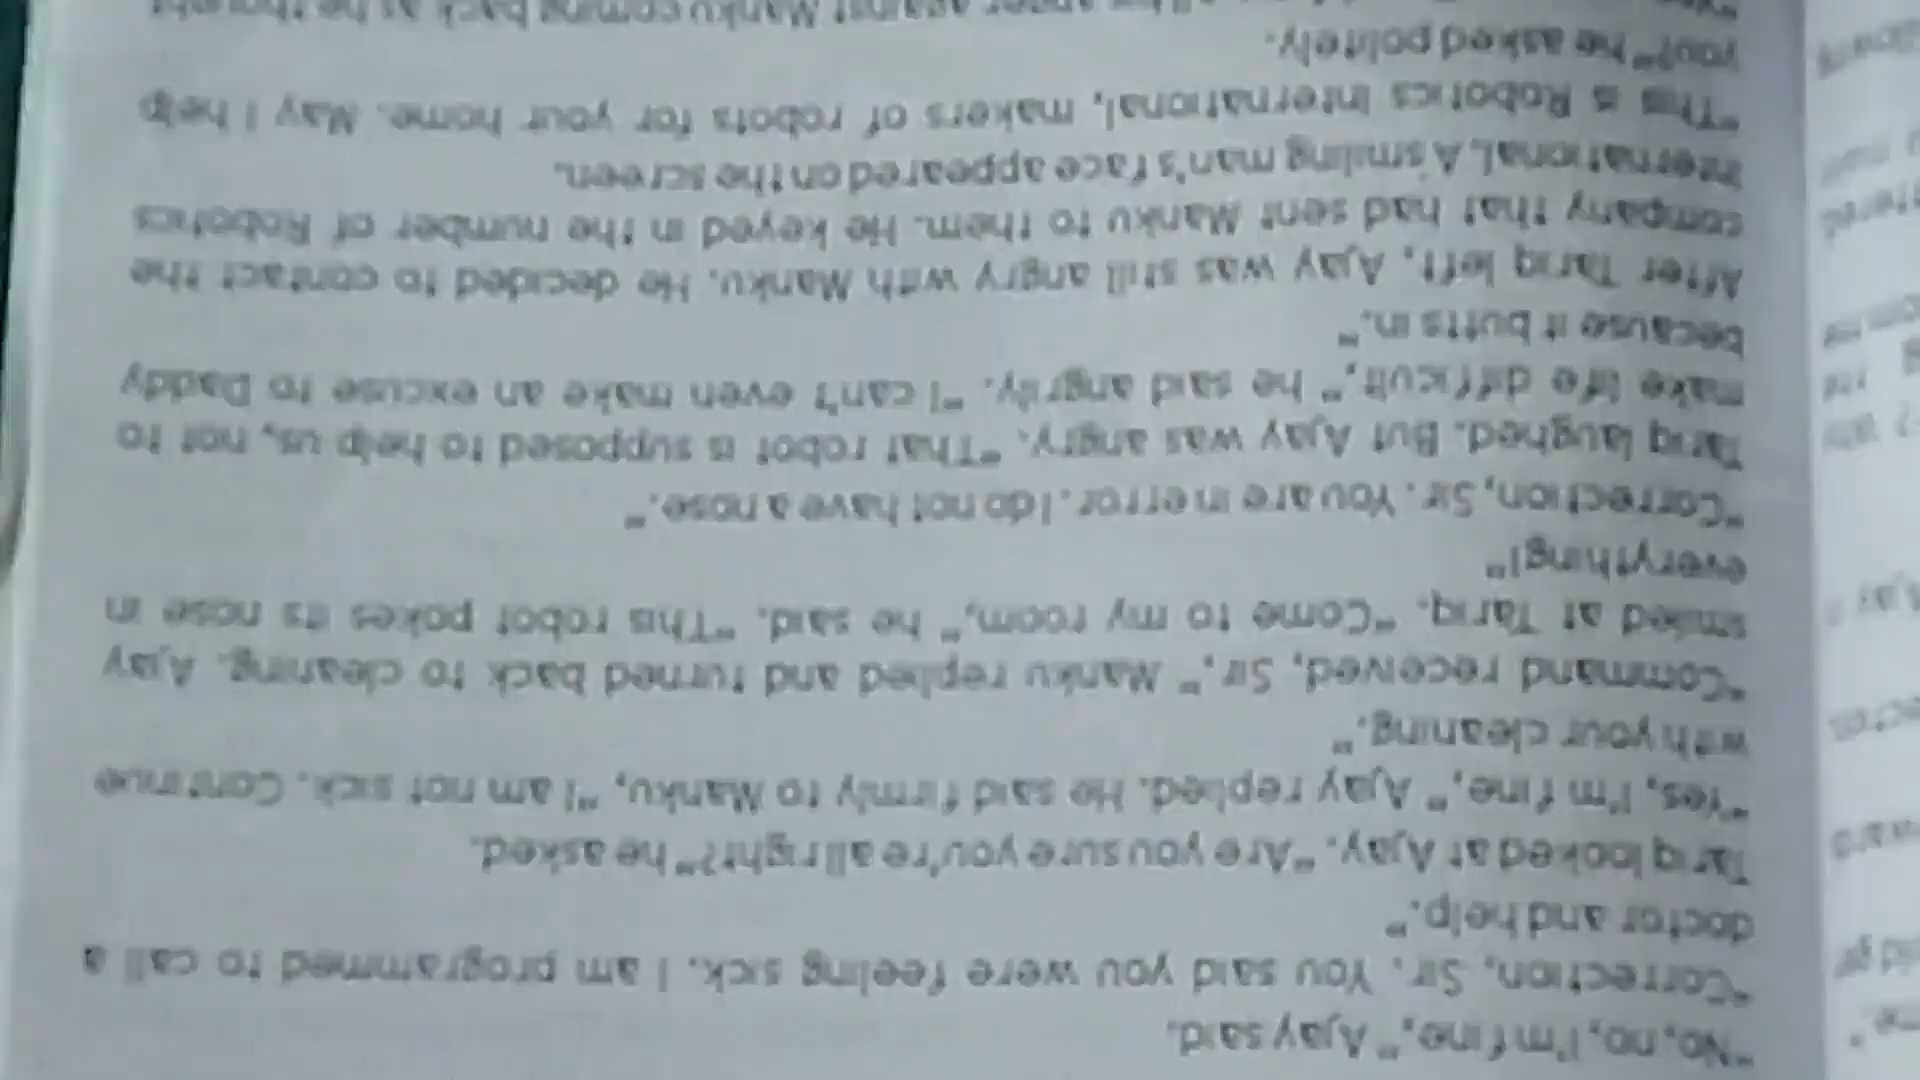 "No, no, I'm fine," Ajay said.
"Correction, Sir. You said you were feeling sick. I am programmed to call a
doctor and help."
Tariq looked at Ajay. "Are you sure you're all right?" he asked.
"Yes, I'm fine," Ajay replied. He said firmly to Manku, "I am not sick. Continue
with your cleaning."
"Command received, Sir," Manku replied and turned back to cleaning. Ajay
smiled at Tariq. "Come to my room," he said. "This robot pokes its nose in
everything!"
"Correction, Sir. You are in error. I do not have a nose."
Tariq laughed. But Ajay was angry. "That robot is supposed to help us, not to
make life difficult," he said angrily. "I can't even make an excuse to Daddy
because it butts in."
After Tariq left, Ajay was still angry with Manku. He decided to contact the
company that had sent Manku to them. He keyed in the number of Robotics
International. A smiling man's face appeared on the screen.
"This is Robotics International, makers of robots for your home. May I help
you?" he asked politely.
anger against Manku coming back as he thought